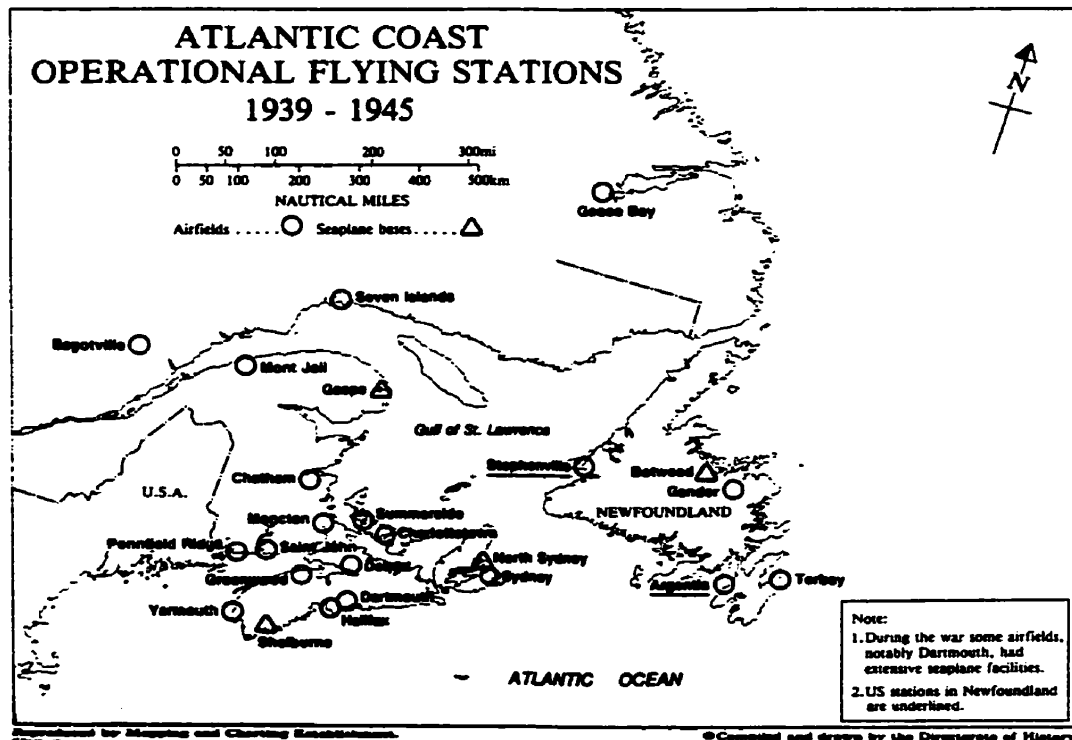 ATLANTIC COAST
OPERATIONAL FLYING STATIONS
1939 - 1945
N
0 50 100 200 300mi
0 50 100 200 300 400 500km
NAUTICAL MILES
Airfields ..... Seaplane bases.....
Goose Bay
Seven Islands
Bagotville
Mont Joli
Gaspe
Gulf of St. Lawrence
Stephenville
Botwood
Gander
Chatham
U.S.A.
NEWFOUNDLAND
Moncton
Summerside
Charlottetown
Pennfield Ridge
Saint John
Debert
North Sydney
Sydney
Greenwood
Argentia
Torbay
Yarmouth
Dartmouth
Halifax
Shelburne
ATLANTIC OCEAN
Note:
1. During the war some airfields,
notably Dartmouth, had
extensive seaplane facilities.
2. US stations in Newfoundland
are underlined.
Reproduced by Mapping and Charting Establishment.
©Compiled and drawn by the Directorate of History